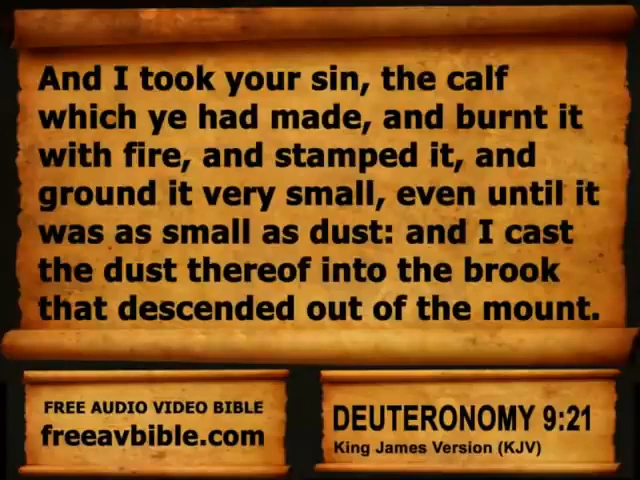 And I took your sin, the calf
which ye had made, and burnt it
with fire, and stamped it, and
ground it very small, even until it
was as small as dust: and I cast
the dust thereof into the brook
that descended out of the mount.
FREE AUDIO VIDEO BIBLE
freeavbible.com
DEUTERONOMY 9:21
King James Version (KJV)